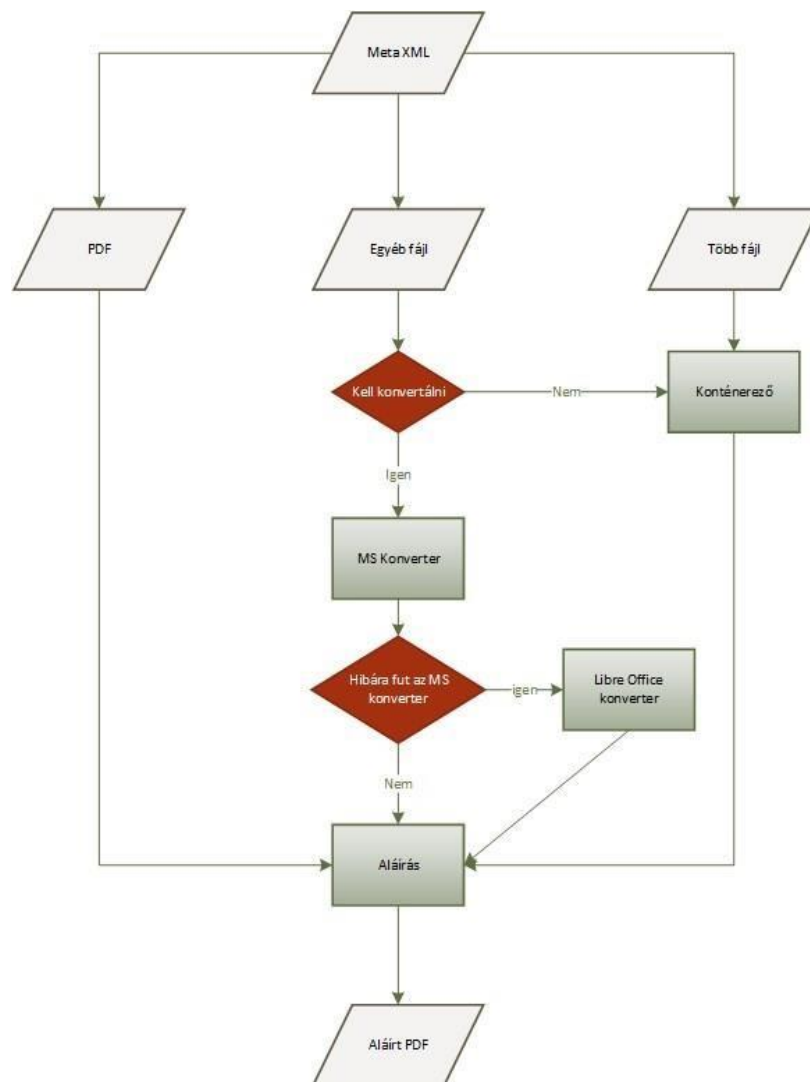 Meta XML
PDF
Egyéb fájl
Több fájl
Kell konvertálni
Nem
Konténerező
Igen
MS Konverter
Hibára fut az MS
konverter
igen
Libre Office
konverter
Nem
Aláírás
Aláírt PDF